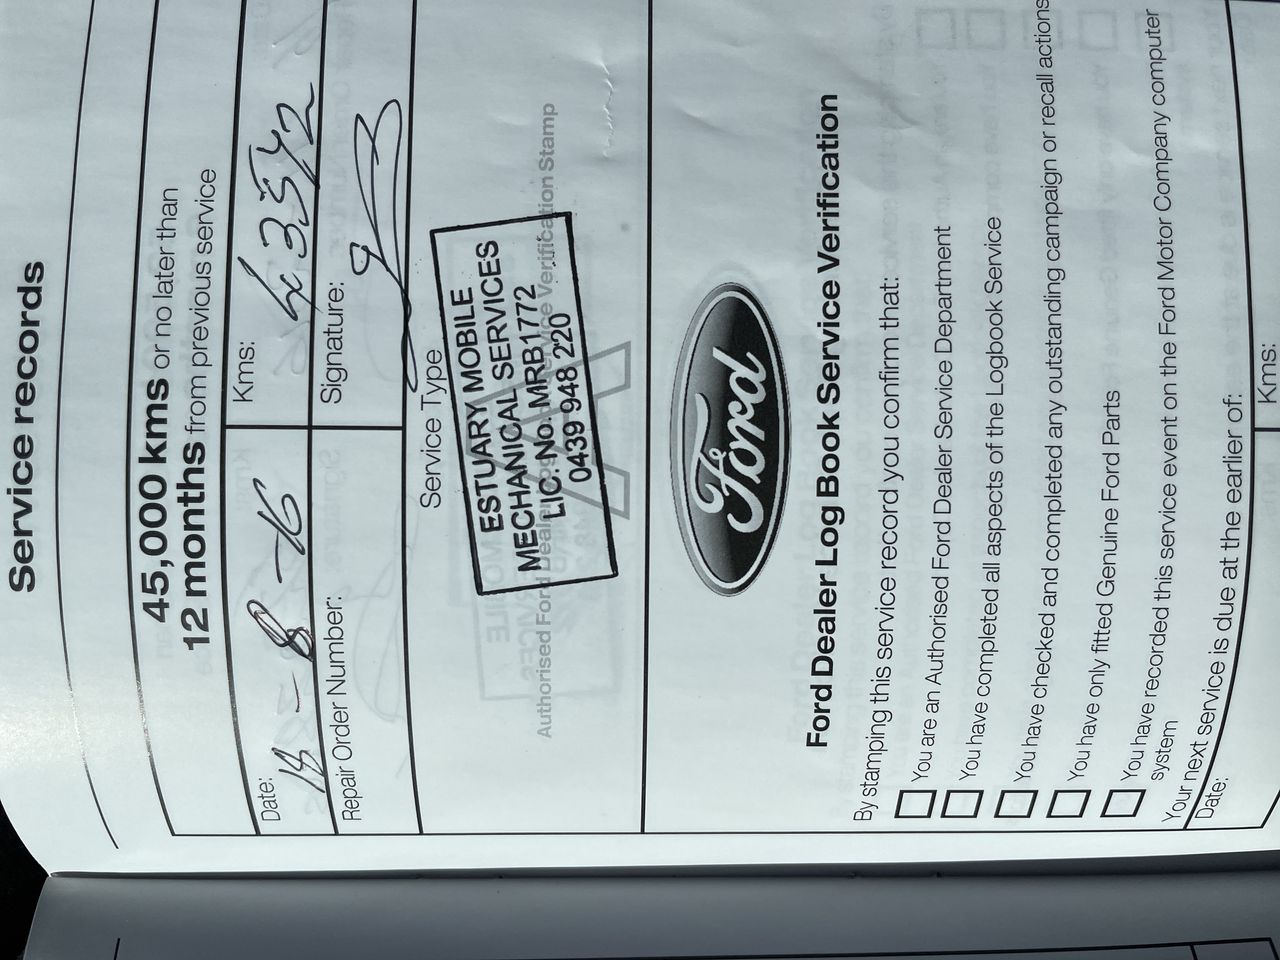 Service records
45,000 kms or no later than
12 months from previous service
Date: 18-8-16
Kms: 43542
Repair Order Number:
Signature:
Service Type
ESTUARY MOBILE
MECHANICAL SERVICES
LIC. No: MRB1772
0439 948 220
Authorised Ford Dealer Service Verification Stamp
Ford
Ford Dealer Log Book Service Verification
By stamping this service record you confirm that:
You are an Authorised Ford Dealer Service Department
You have completed all aspects of the Logbook Service
You have checked and completed any outstanding campaign or recall actions
You have only fitted Genuine Ford Parts
You have recorded this service event on the Ford Motor Company computer
system
Your next service is due at the earlier of:
Date:
Kms: